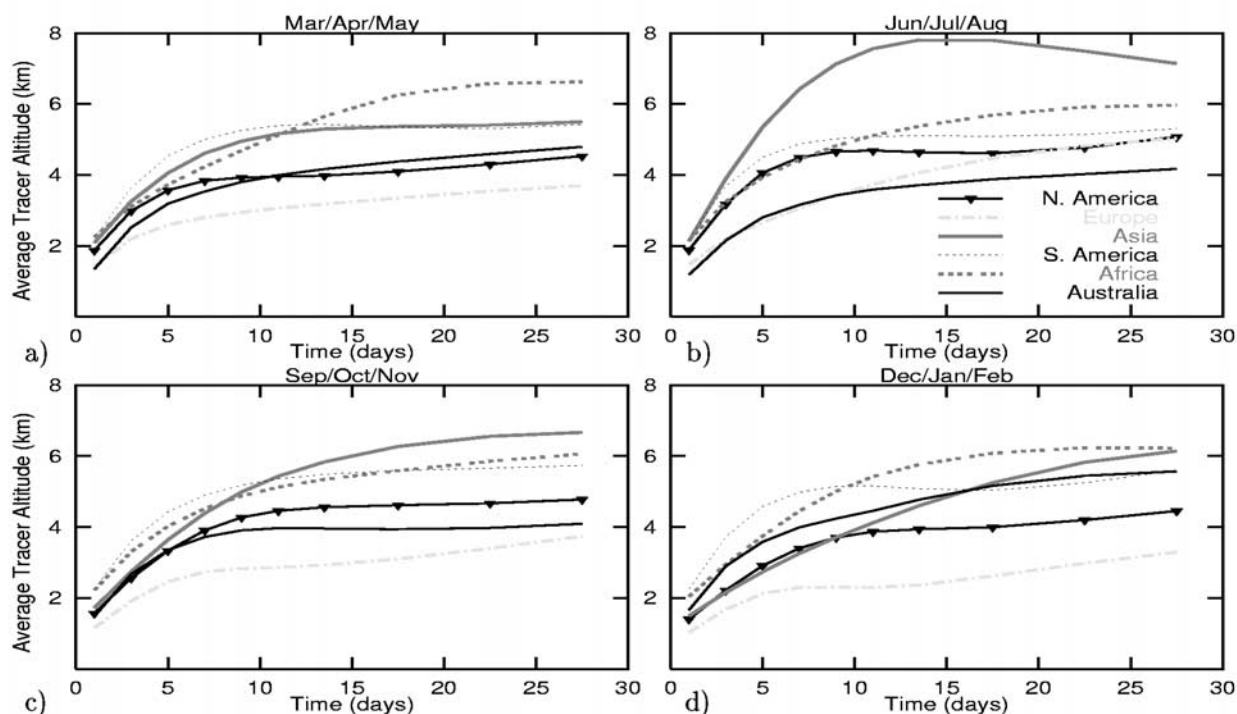 Mar/Apr/May
8
6
4
2
Average Tracer Altitude (km)
0 5 10 15 20 25 30
Time (days)
a)
Jun/Jul/Aug
8
6
4
2
N. America
Europe
Asia
S. America
Africa
Australia
0 5 10 15 20 25 30
Time (days)
b)
Sep/Oct/Nov
8
6
4
2
Average Tracer Altitude (km)
0 5 10 15 20 25 30
Time (days)
c)
Dec/Jan/Feb
8
6
4
2
0 5 10 15 20 25 30
Time (days)
d)